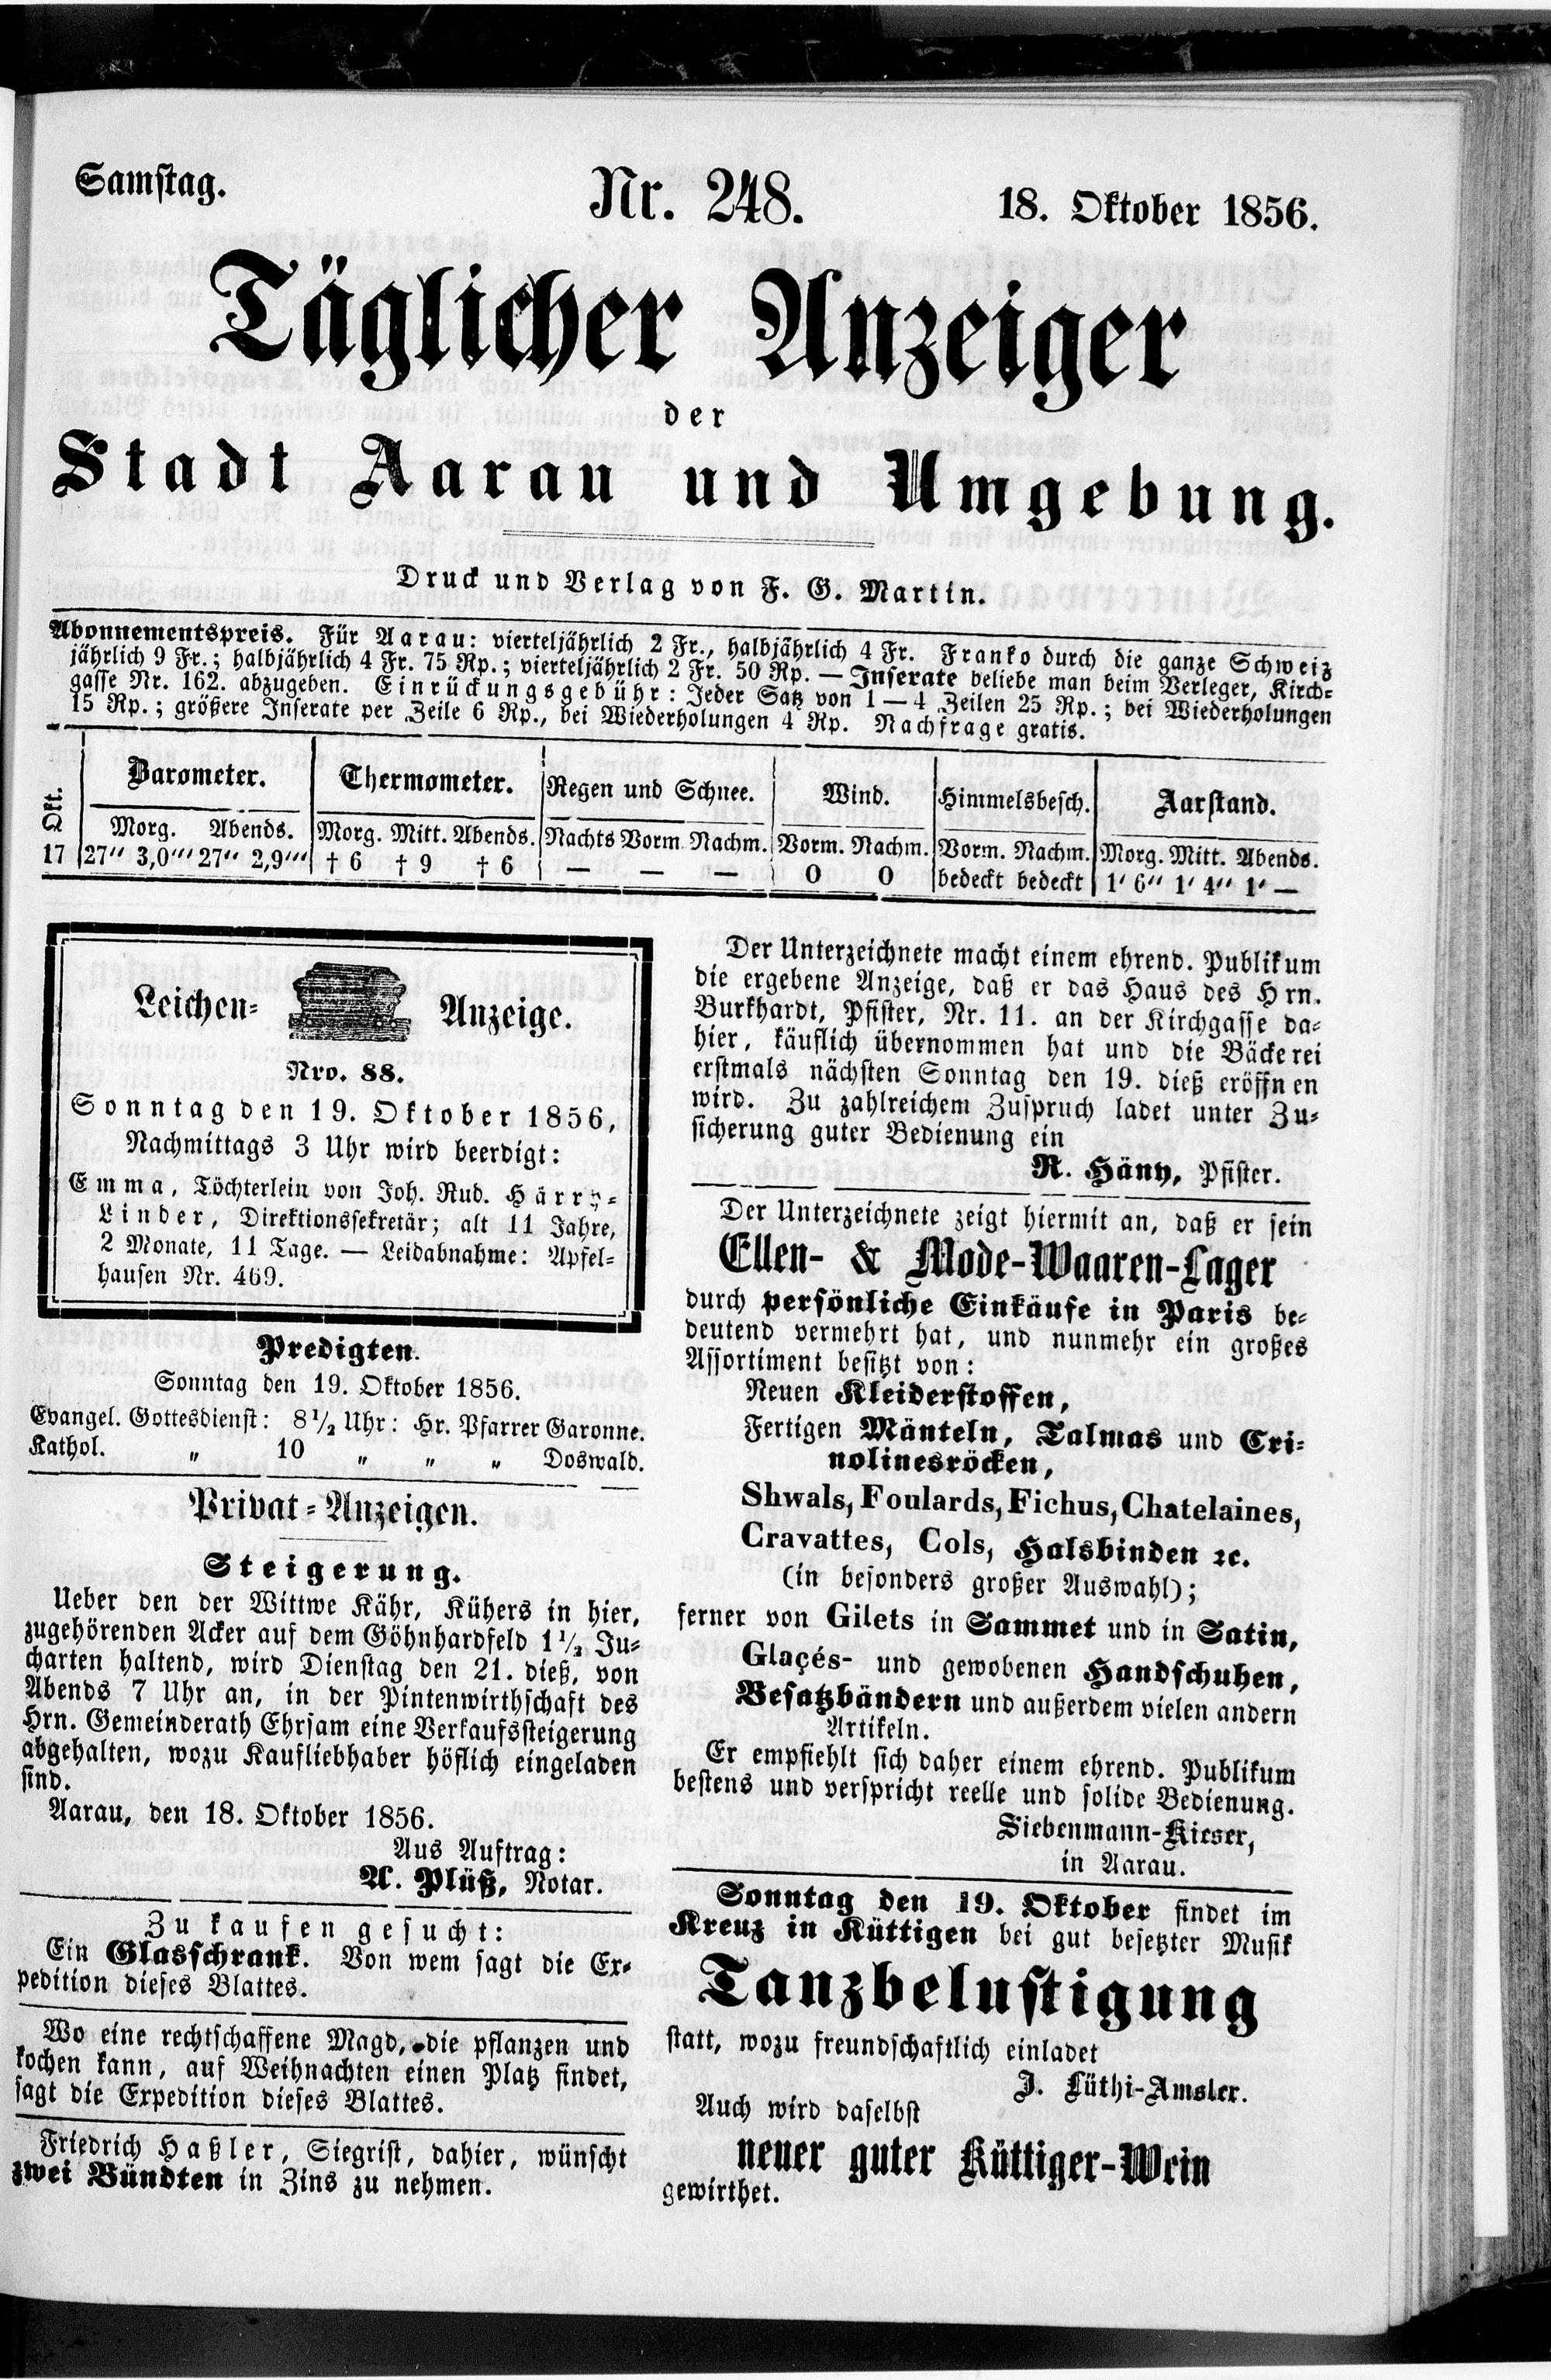 Samstag. Nr. 248. 18. Oktober 1856.
Täglicher Anzeiger
der
Stadt Aarau und Umgebung.
Druck und Verlag von F. G. Martin.
Abonnementspreis. Für Aarau: vierteljährlich 2 Fr., halbjährlich 4 Fr. Franko durch die ganze Schweiz
jährlich 9 Fr.; halbjährlich 4 Fr. 75 Rp.; vierteljährlich 2 Fr. 50 Rp. — Inserate beliebe man beim Verleger, Kirch-
gasse Nr. 162. abzugeben. Einrückungsgebühr: Jeder Satz von 1—4 Zeilen 25 Rp.; bei Wiederholungen
15 Rp.; größere Inserate per Zeile 6 Rp., bei Wiederholungen 4 Rp. Nachfrage gratis.
Okt. Barometer. Thermometer. Regen und Schnee. Wind. Himmelsbesch. Aarstand.
Morg. Abends. Morg. Mitt. Abends. Nachts Vorm. Nachm. Vorm. Nachm. Vorm. Nachm. Morg. Mitt. Abends.
17 27'' 3,0''' 27'' 2,9''' † 6 † 9 † 6 — — — 0 0 bedeckt bedeckt 1' 6'' 1' 4'' 1' —
Leichen-Anzeige.
Nro. 88.
Sonntag den 19. Oktober 1856,
Nachmittags 3 Uhr wird beerdigt:
Emma, Töchterlein von Joh. Rud. Härry-
Linder, Direktionssekretär; alt 11 Jahre,
2 Monate, 11 Tage. — Leidabnahme: Apfel-
hausen Nr. 469.
Predigten.
Sonntag den 19. Oktober 1856.
Evangel. Gottesdienst: 8½ Uhr: Hr. Pfarrer Garonne.
Kathol. " 10 " " " Doswald.
Privat-Anzeigen.
Steigerung.
Ueber den der Wittwe Kähr, Kühers in hier,
zugehörenden Acker auf dem Göhnhardfeld 1½ Ju-
charten haltend, wird Dienstag den 21. dieß, von
Abends 7 Uhr an, in der Pintenwirthschaft des
Hrn. Gemeinderath Ehrsam eine Verkaufssteigerung
abgehalten, wozu Kaufliebhaber höflich eingeladen
sind.
Aarau, den 18. Oktober 1856.
Aus Auftrag:
A. Plüß, Notar.
Zu kaufen gesucht:
Ein Glasschrank. Von wem sagt die Ex-
pedition dieses Blattes.
Wo eine rechtschaffene Magd, die pflanzen und
kochen kann, auf Weihnachten einen Platz findet,
sagt die Expedition dieses Blattes.
Friedrich Haßler, Siegrist, dahier, wünscht
zwei Bündten in Zins zu nehmen.
Der Unterzeichnete macht einem ehrend. Publikum
die ergebene Anzeige, daß er das Haus des Hrn.
Burkhardt, Pfister, Nr. 11. an der Kirchgasse da-
hier, käuflich übernommen hat und die Bäckerei
erstmals nächsten Sonntag den 19. dieß eröffnen
wird. Zu zahlreichem Zuspruch ladet unter Zu-
sicherung guter Bedienung ein
R. Häny, Pfister.
Der Unterzeichnete zeigt hiermit an, daß er sein
Ellen- & Mode-Waaren-Lager
durch persönliche Einkäufe in Paris be-
deutend vermehrt hat, und nunmehr ein großes
Assortiment besitzt von:
Neuen Kleiderstoffen,
Fertigen Mänteln, Talmas und Cri-
nolinesröcken,
Shwals, Foulards, Fichus, Chatelaines,
Cravattes, Cols, Halsbinden ꝛc.
(in besonders großer Auswahl);
ferner von Gilets in Sammet und in Satin,
Glaçés- und gewobenen Handschuhen,
Besatzbändern und außerdem vielen andern
Artikeln.
Er empfiehlt sich daher einem ehrend. Publikum
bestens und verspricht reelle und solide Bedienung.
Siebenmann-Kieser,
in Aarau.
Sonntag den 19. Oktober findet im
Kreuz in Küttigen bei gut besetzter Musik
Tanzbelustigung
statt, wozu freundschaftlich einladet
J. Lüthi-Amsler.
Auch wird daselbst
neuer guter Küttiger-Wein
gewirthet.